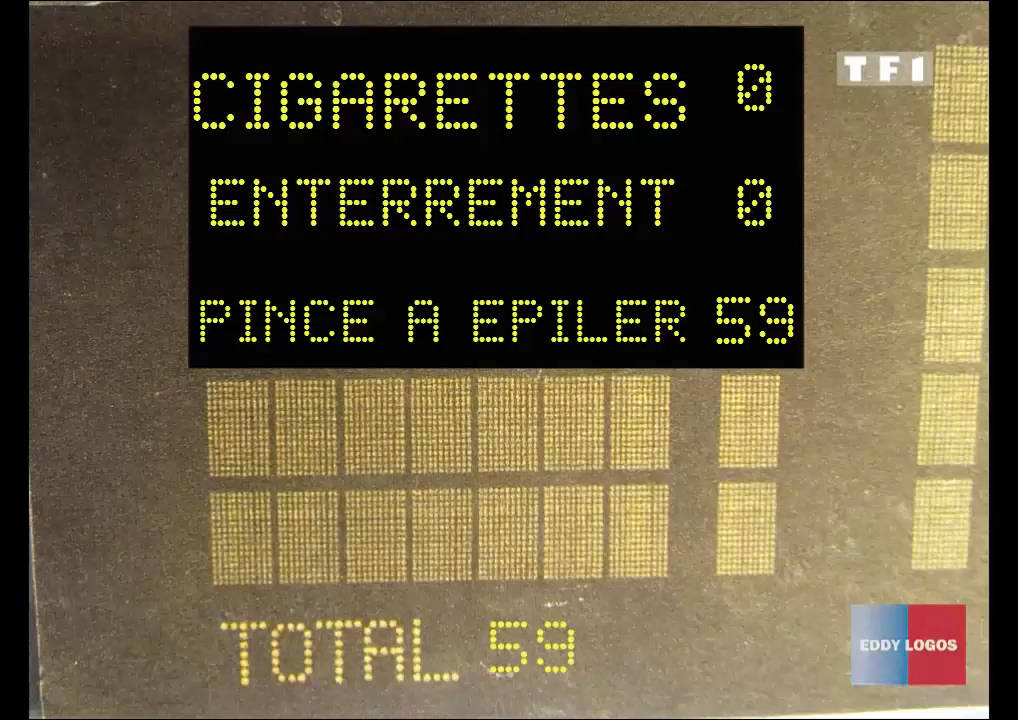 CIGARETTES 0
TF1
ENTERREMENT 0
PINCE A EPILER 59
TOTAL 59
EDDY LOGOS